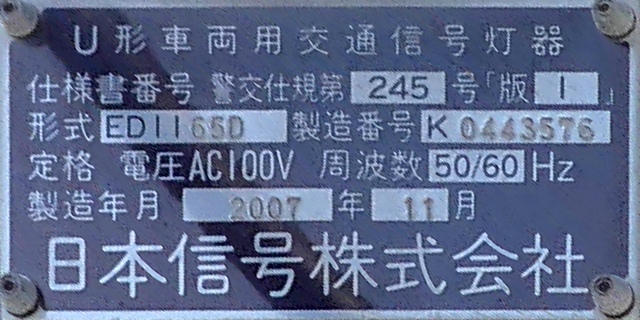 U形車両用交通信号灯器
仕様書番号 警交仕規第 245 号「版 1 」
形式 ED1165D 製造番号 K 0443576
定格 電圧AC100V 周波数 50/60 Hz
製造年月 2007 年 11 月
日本信号株式会社